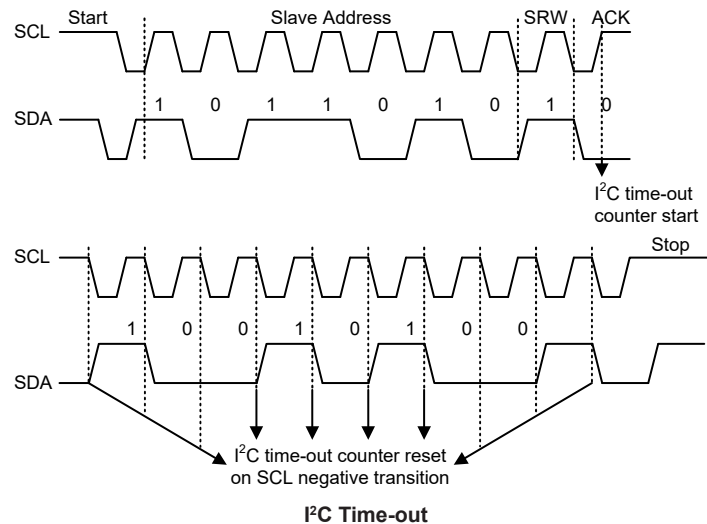 Start Slave Address SRW ACK
SCL
1 0 1 1 0 1 0 1 0
SDA
I²C time-out
counter start
Stop
SCL
1 0 0 1 0 1 0 0
SDA
I²C time-out counter reset
on SCL negative transition
I²C Time-out